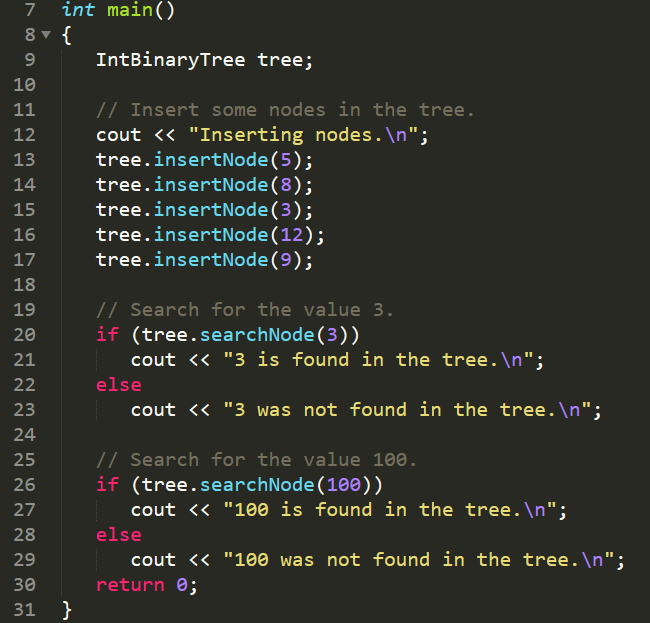 7 int main()
8 {
9 IntBinaryTree tree;
10
11 // Insert some nodes in the tree.
12 cout << "Inserting nodes.\n";
13 tree.insertNode(5);
14 tree.insertNode(8);
15 tree.insertNode(3);
16 tree.insertNode(12);
17 tree.insertNode(9);
18
19 // Search for the value 3.
20 if (tree.searchNode(3))
21 cout << "3 is found in the tree.\n";
22 else
23 cout << "3 was not found in the tree.\n";
24
25 // Search for the value 100.
26 if (tree.searchNode(100))
27 cout << "100 is found in the tree.\n";
28 else
29 cout << "100 was not found in the tree.\n";
30 return 0;
31 }